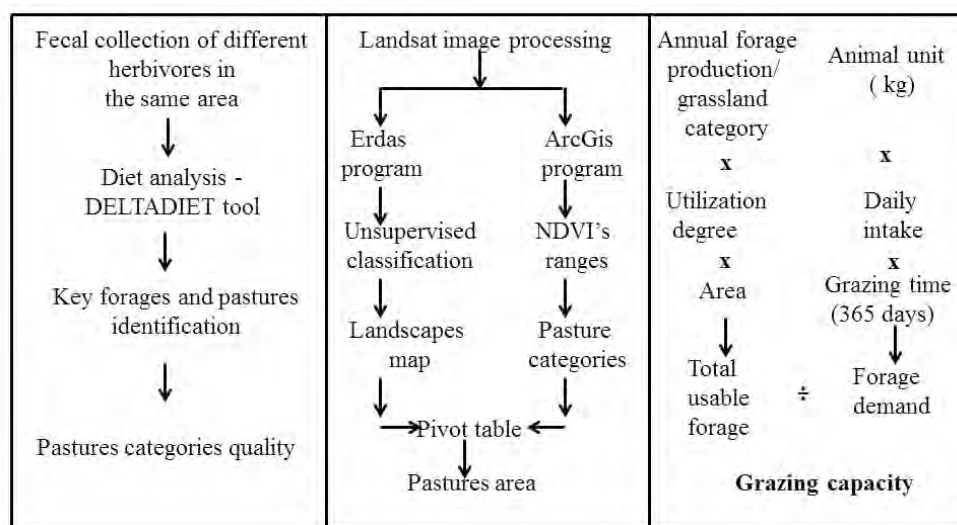 Fecal collection of different
herbivores in
the same area
Diet analysis -
DELTADIET tool
Key forages and pastures
identification
Pastures categories quality
Landsat image processing
Erdas
program
Unsupervised
classification
Landscapes
map
ArcGis
program
NDVI's
ranges
Pasture
categories
Pivot table
Pastures area
Annual forage
production/
grassland
category
x
Utilization
degree
x
Area
Total
usable
forage
÷
Animal unit
( kg)
x
Daily
intake
x
Grazing time
(365 days)
Forage
demand
Grazing capacity